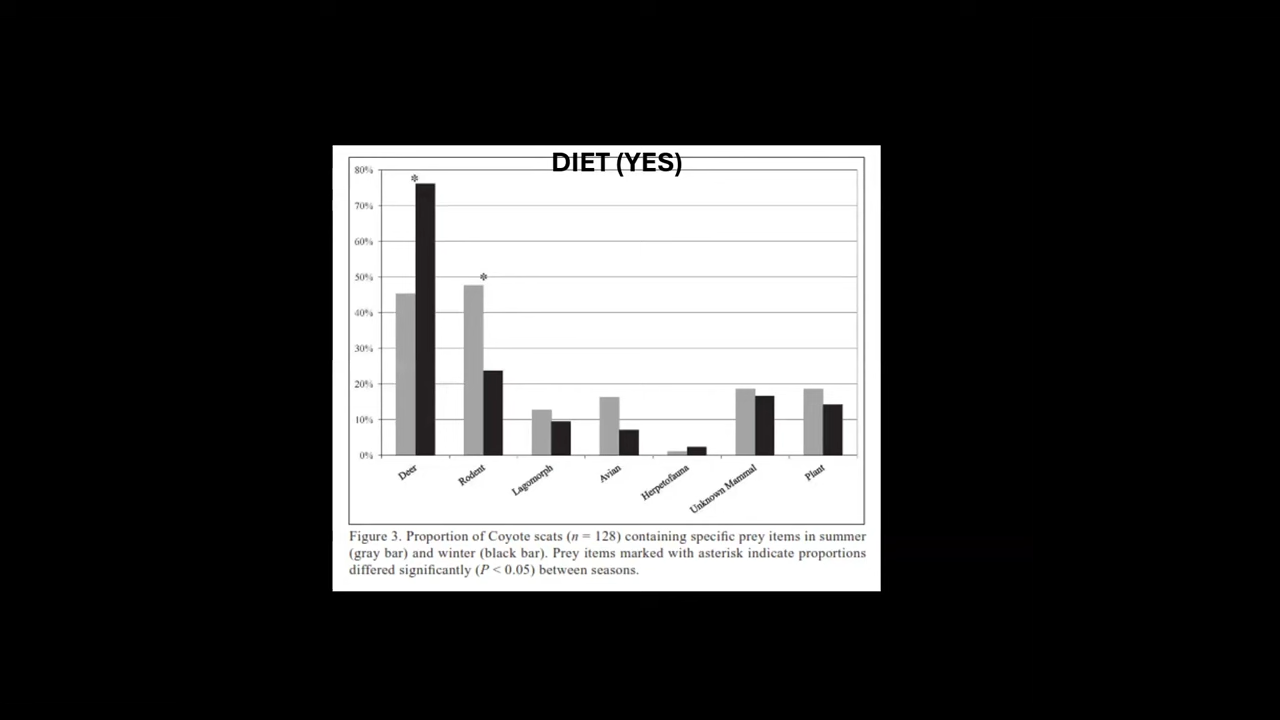 DIET (YES)
80%
*
70%
60%
50%
*
40%
30%
20%
10%
0%
Deer
Rodent
Lagomorph
Avian
Herpetofauna
Unknown Mammal
Plant
Figure 3. Proportion of Coyote scats (n = 128) containing specific prey items in summer
(gray bar) and winter (black bar). Prey items marked with asterisk indicate proportions
differed significantly (P < 0.05) between seasons.